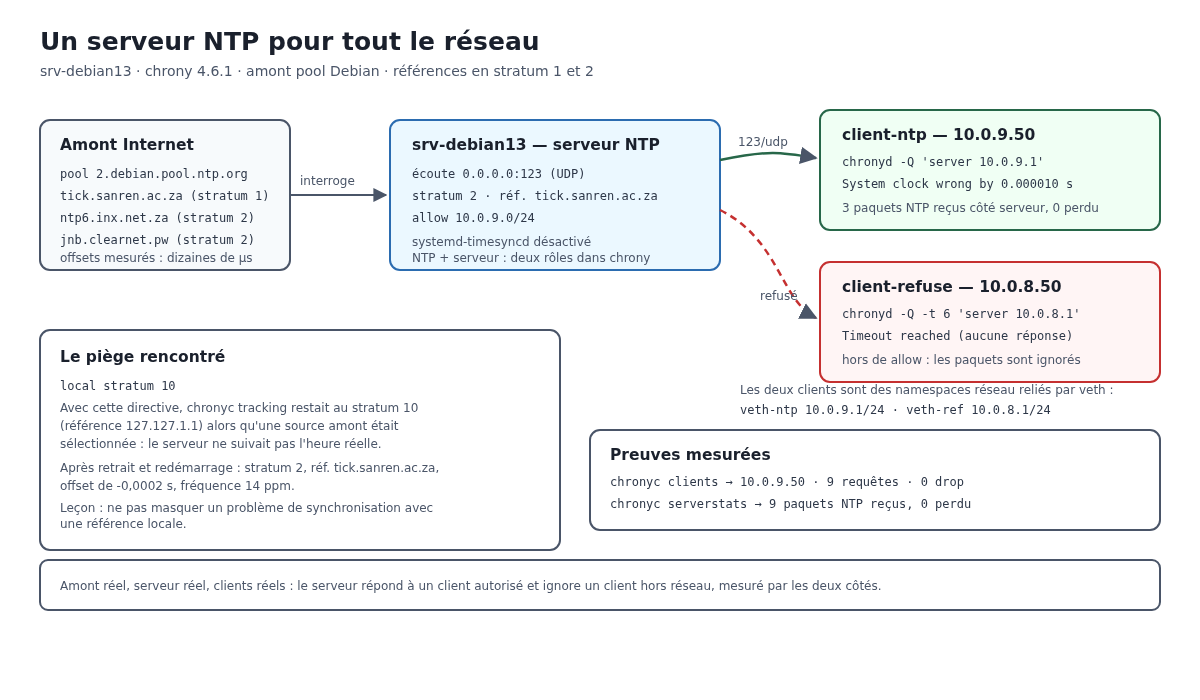 Un serveur NTP pour tout le réseau
srv-debian13 · chrony 4.6.1 · amont pool Debian · références en stratum 1 et 2
Amont Internet
pool 2.debian.pool.ntp.org
tick.sanren.ac.za (stratum 1)
ntp6.inx.net.za (stratum 2)
jnb.clearnet.pw (stratum 2)
offsets mesurés : dizaines de µs
interroge
srv-debian13 — serveur NTP
écoute 0.0.0.0:123 (UDP)
stratum 2 · réf. tick.sanren.ac.za
allow 10.0.9.0/24
systemd-timesyncd désactivé
NTP + serveur : deux rôles dans chrony
123/udp
client-ntp — 10.0.9.50
chronyd -Q 'server 10.0.9.1'
System clock wrong by 0.000010 s
3 paquets NTP reçus côté serveur, 0 perdu
refusé
client-refuse — 10.0.8.50
chronyd -Q -t 6 'server 10.0.8.1'
Timeout reached (aucune réponse)
hors de allow : les paquets sont ignorés
Les deux clients sont des namespaces réseau reliés par veth :
veth-ntp 10.0.9.1/24 · veth-ref 10.0.8.1/24
Le piège rencontré
local stratum 10
Avec cette directive, chronyc tracking restait au stratum 10
(référence 127.127.1.1) alors qu'une source amont était
sélectionnée : le serveur ne suivait pas l'heure réelle.
Après retrait et redémarrage : stratum 2, réf. tick.sanren.ac.za,
offset de -0,0002 s, fréquence 14 ppm.
Leçon : ne pas masquer un problème de synchronisation avec
une référence locale.
Preuves mesurées
chronyc clients → 10.0.9.50 · 9 requêtes · 0 drop
chronyc serverstats → 9 paquets NTP reçus, 0 perdu
Amont réel, serveur réel, clients réels : le serveur répond à un client autorisé et ignore un client hors réseau, mesuré par les deux côtés.